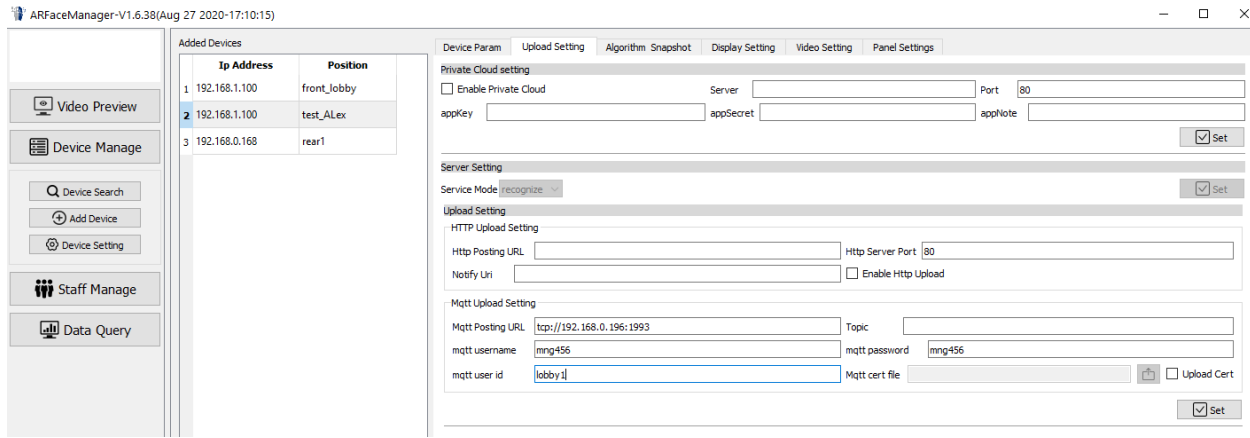 ARFaceManager-V1.6.38(Aug 27 2020-17:10:15)
Video Preview
Device Manage
Device Search
Add Device
Device Setting
Staff Manage
Data Query
Added Devices
Ip Address Position
1 192.168.1.100 front_lobby
2 192.168.1.100 test_ALex
3 192.168.0.168 rear1
Device Param Upload Setting Algorithm Snapshot Display Setting Video Setting Panel Settings
Private Cloud setting
Enable Private Cloud Server Port 80
appKey appSecret appNote
Set
Server Setting
Service Mode recognize Set
Upload Setting
HTTP Upload Setting
Http Posting URL Http Server Port 80
Notify Uri Enable Http Upload
Mqtt Upload Setting
Mqtt Posting URL tcp://192.168.0.196:1993 Topic
mqtt username mng456 mqtt password mng456
mqtt user id lobby1 Mqtt cert file Upload Cert
Set